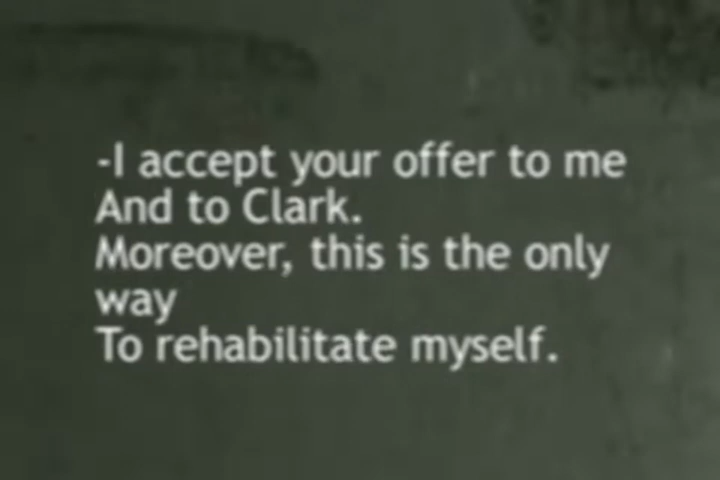 -I accept your offer to me
And to Clark.
Moreover, this is the only
way
To rehabilitate myself.